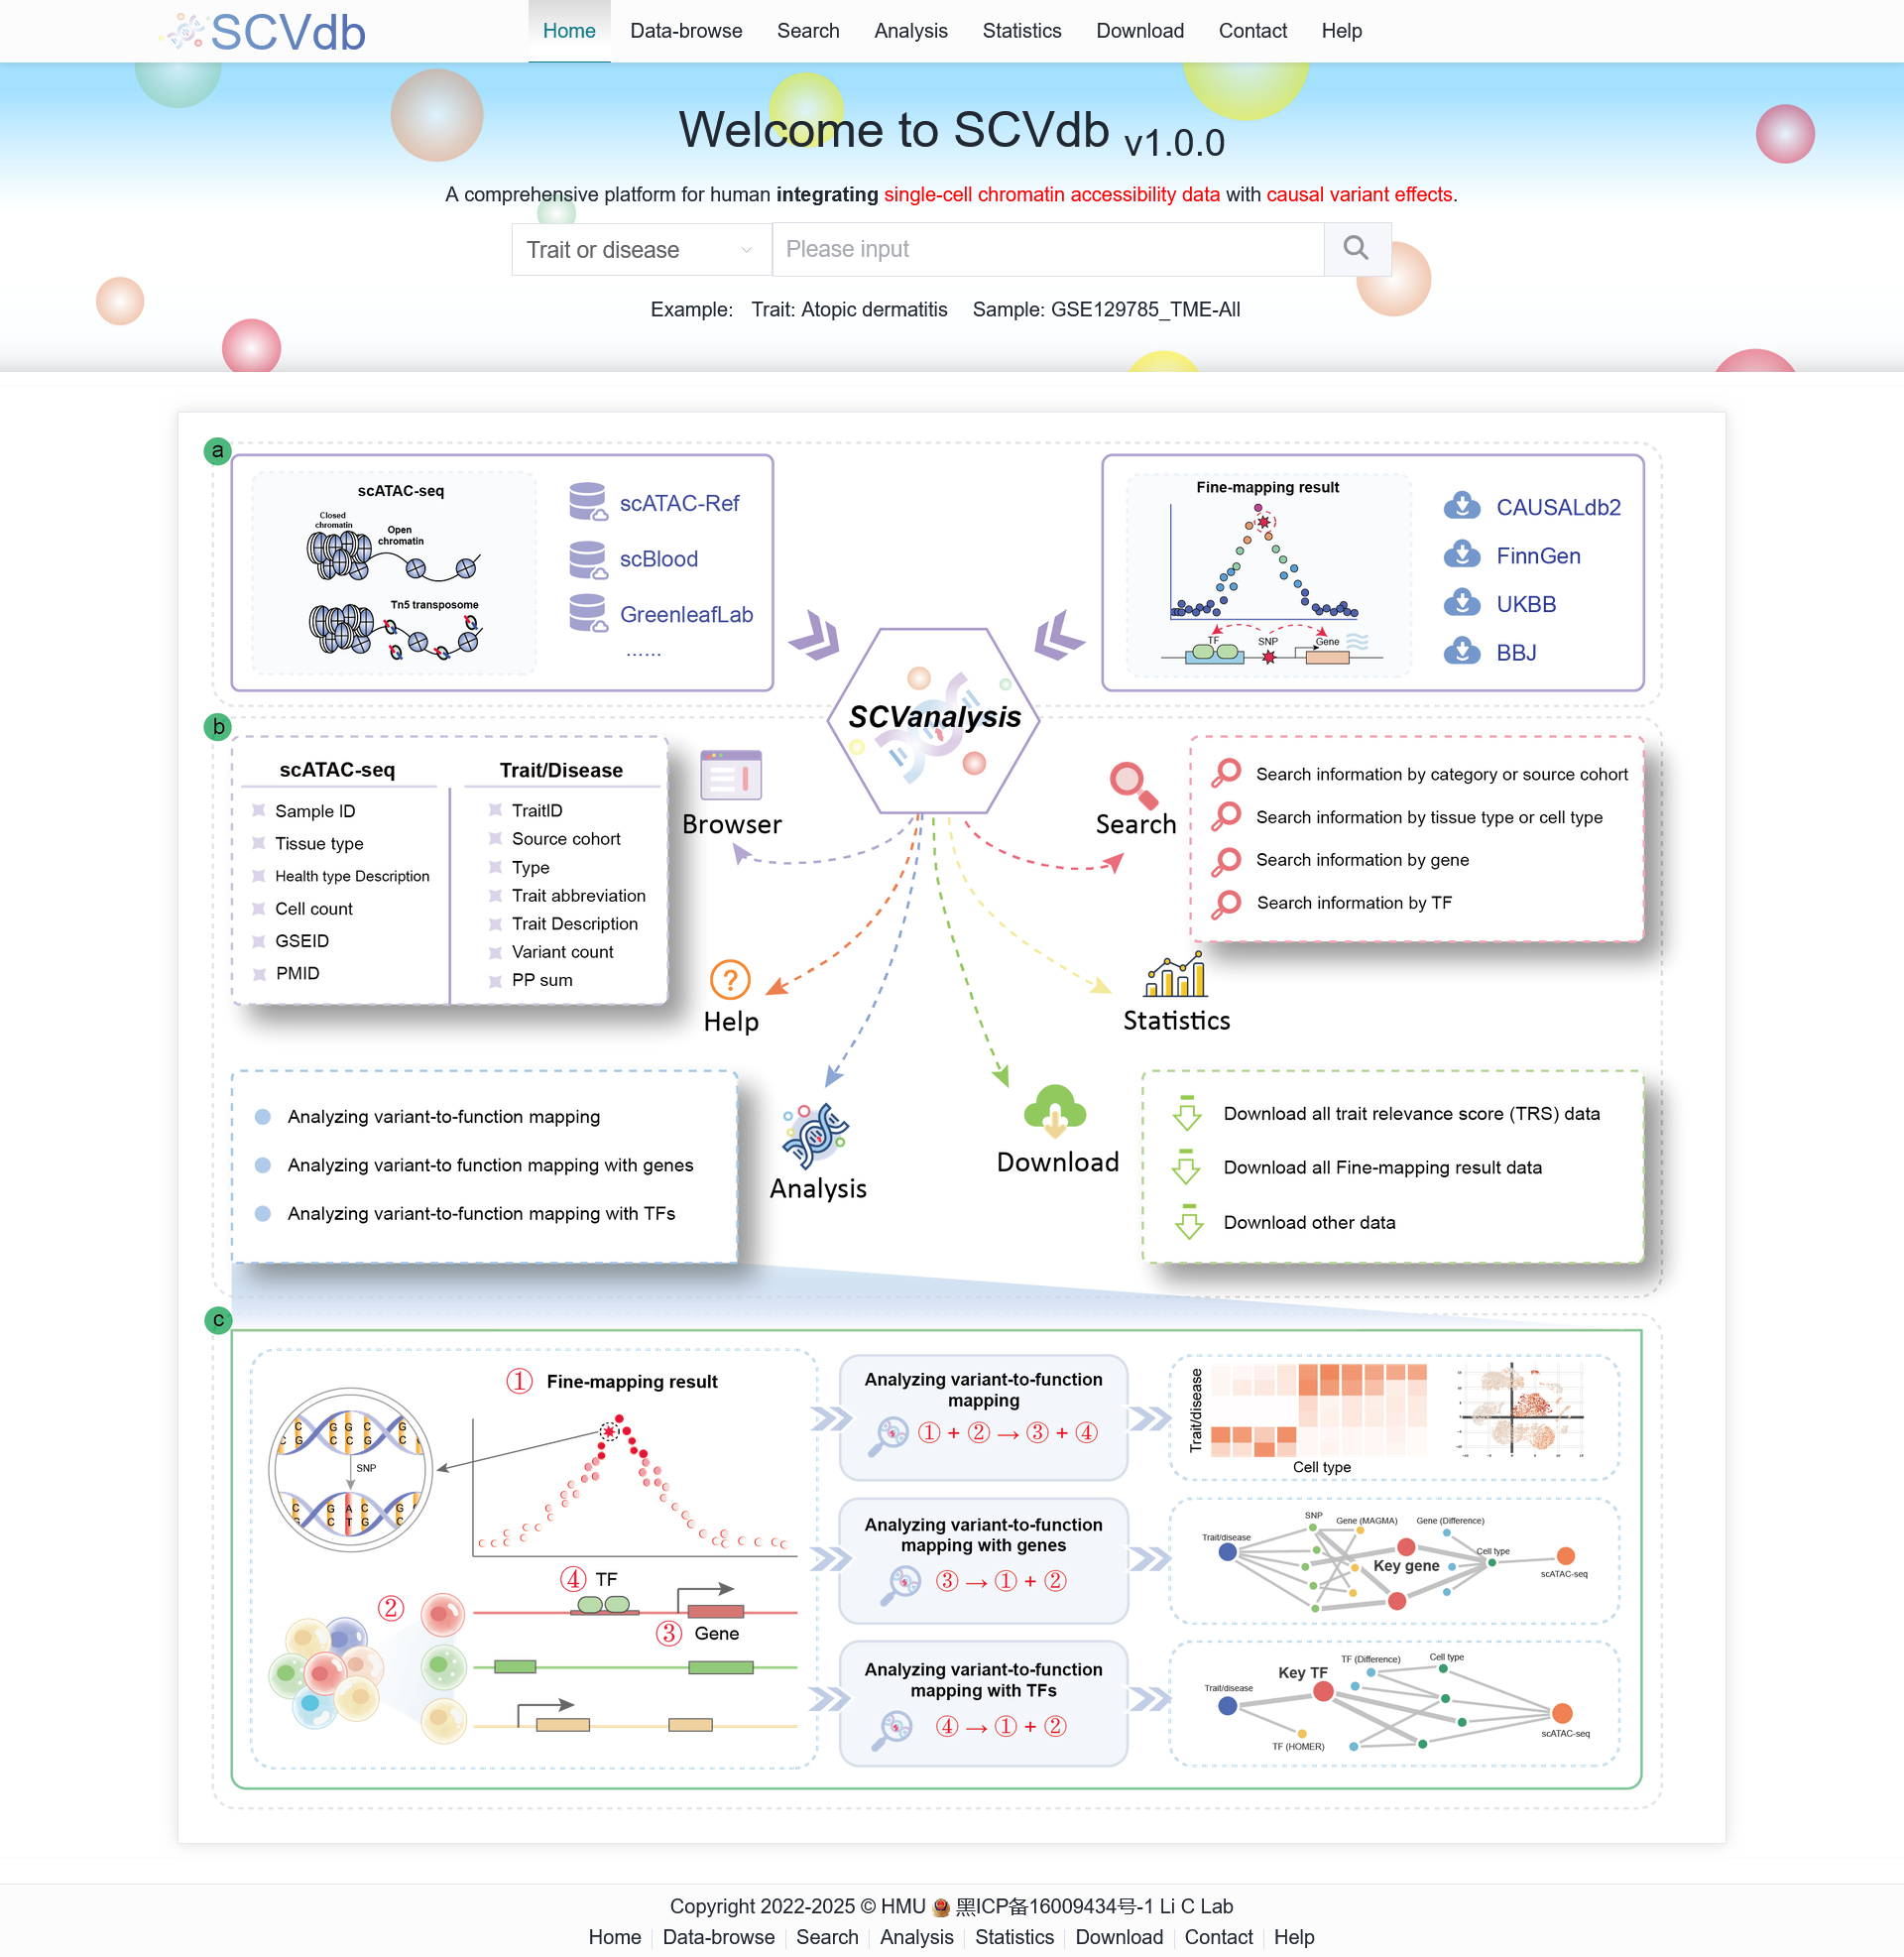 SCVdb
Home Data-browse Search Analysis Statistics Download Contact Help
Welcome to SCVdb v1.0.0
A comprehensive platform for human integrating single-cell chromatin accessibility data with causal variant effects.
Trait or disease Please input
Example: Trait: Atopic dermatitis Sample: GSE129785_TME-All
a
scATAC-seq
Closed
chromatin
Open
chromatin
Tn5 transposome
scATAC-Ref
scBlood
GreenleafLab
......
Fine-mapping result
TF SNP Gene
CAUSALdb2
FinnGen
UKBB
BBJ
SCVanalysis
b
scATAC-seq
Sample ID
Tissue type
Health type Description
Cell count
GSEID
PMID
Trait/Disease
TraitID
Source cohort
Type
Trait abbreviation
Trait Description
Variant count
PP sum
Browser
Search
Search information by category or source cohort
Search information by tissue type or cell type
Search information by gene
Search information by TF
?
Help
Statistics
Analyzing variant-to-function mapping
Analyzing variant-to function mapping with genes
Analyzing variant-to-function mapping with TFs
Analysis
Download
Download all trait relevance score (TRS) data
Download all Fine-mapping result data
Download other data
c
① Fine-mapping result
C G G C G
G C C G C
SNP
C G A C G
G C T G C
④ TF
②
③ Gene
Analyzing variant-to-function
mapping
① + ② → ③ + ④
Trait/disease
Cell type
Analyzing variant-to-function
mapping with genes
③ → ① + ②
SNP
Gene (MAGMA)
Gene (Difference)
Trait/disease
Cell type
Key gene
scATAC-seq
Analyzing variant-to-function
mapping with TFs
④ → ① + ②
TF (Difference)
Cell type
Key TF
Trait/disease
TF (HOMER)
scATAC-seq
Copyright 2022-2025 © HMU 黑ICP备16009434号-1 Li C Lab
Home Data-browse Search Analysis Statistics Download Contact Help